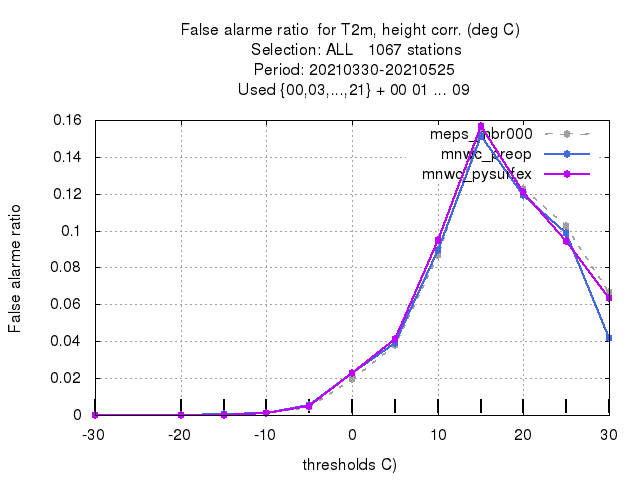 False alarme ratio  for T2m, height corr. (deg C)
Selection: ALL   1067 stations
Period: 20210330-20210525
Used {00,03,...,21} + 00 01 ... 09
meps_mbr000
mnwc_preop
mnwc_pysurfex
False alarme ratio
0.16
0.14
0.12
0.1
0.08
0.06
0.04
0.02
0
-30 -20 -10 0 10 20 30
thresholds C)